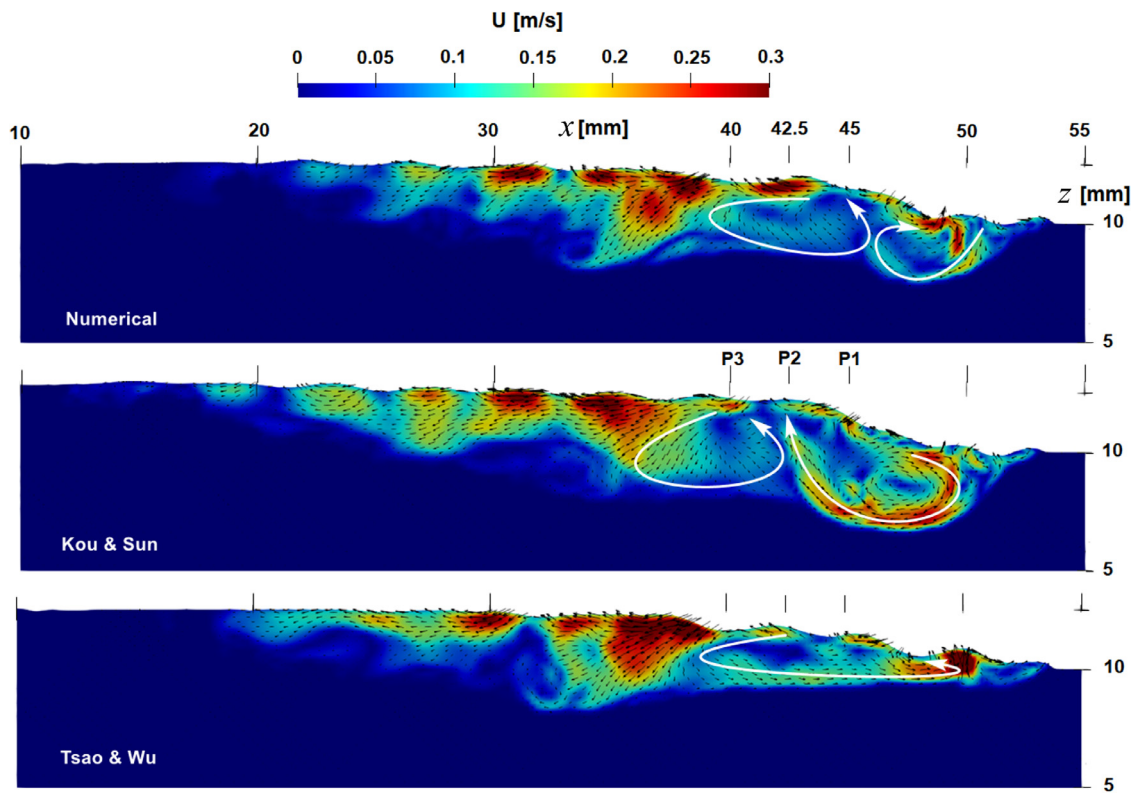 U [m/s]
0 0.05 0.1 0.15 0.2 0.25 0.3
10 20 30 x [mm] 40 42.5 45 50 55
z [mm]
10
Numerical
5
P3 P2 P1
10
Kou & Sun
5
10
Tsao & Wu
5